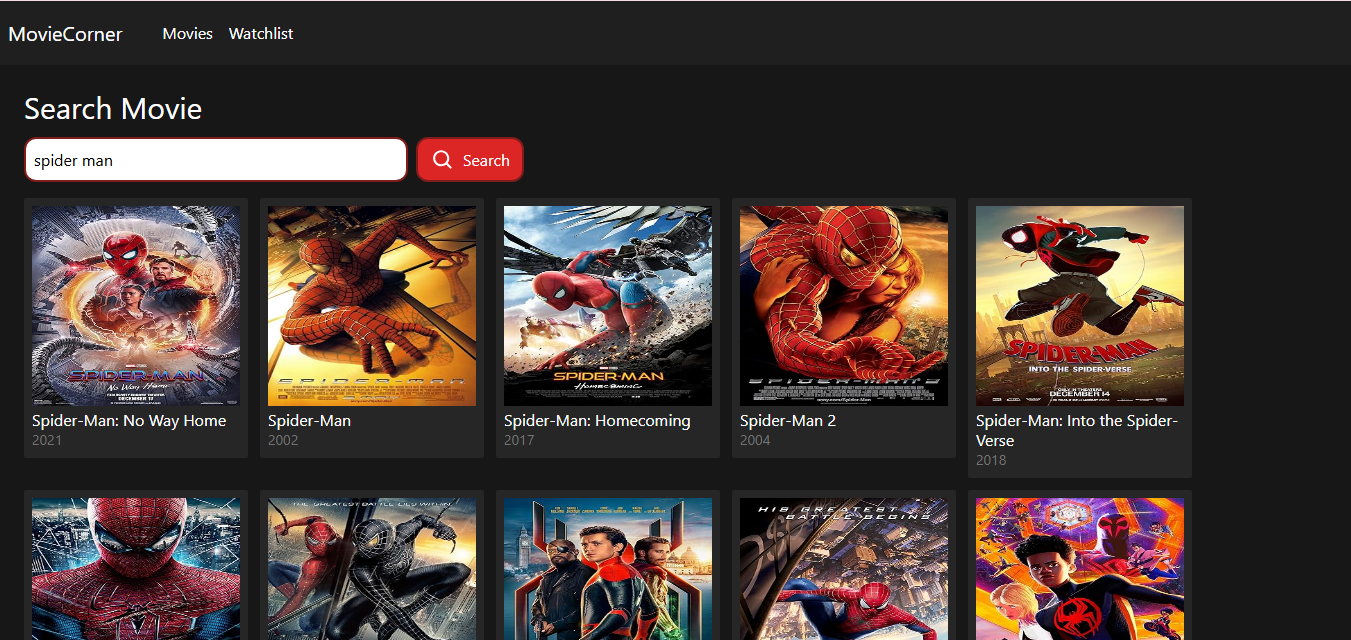 MovieCorner Movies Watchlist
Search Movie
spider man Search
SPIDER-MAN
No Way Home
DECEMBER 17
SPIDER-MAN
SPIDER-MAN
HOMECOMING
SPIDER-MAN
INTO THE SPIDER-VERSE
ONLY IN THEATERS
DECEMBER 14
Spider-Man: No Way Home
2021
Spider-Man
2002
Spider-Man: Homecoming
2017
Spider-Man 2
2004
Spider-Man: Into the Spider-
Verse
2018
THE GREATEST BATTLE LIES WITHIN
HIS GREATEST
BATTLE BEGINS